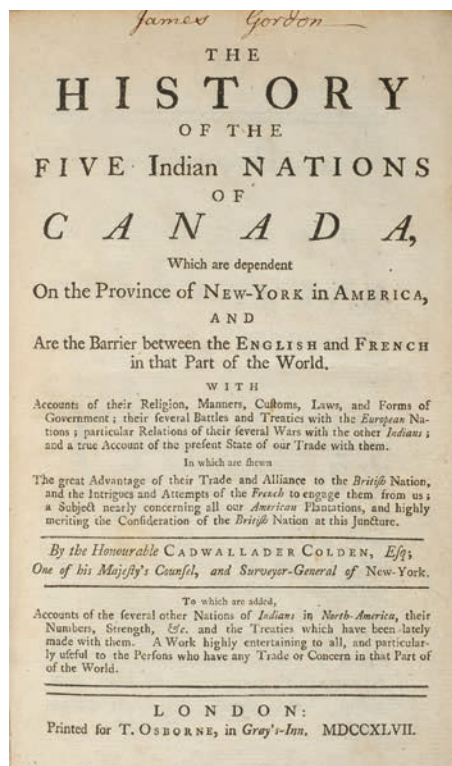 James Gordon
THE
HISTORY
OF THE
FIVE Indian NATIONS
OF
CANADA,
Which are dependent
On the Province of NEW-YORK in AMERICA,
AND
Are the Barrier between the ENGLISH and FRENCH
in that Part of the World.
WITH
Accounts of their Religion, Manners, Cuſtoms, Laws, and Forms of
Government; their ſeveral Battles and Treaties with the European Na-
tions; particular Relations of their ſeveral Wars with the other Indians;
and a true Account of the preſent State of our Trade with them.
In which are ſhewn
The great Advantage of their Trade and Alliance to the Britiſh Nation,
and the Intrigues and Attempts of the French to engage them from us;
a Subject nearly concerning all our American Plantations, and highly
meriting the Conſideration of the Britiſh Nation at this Juncture.
By the Honourable CADWALLADER COLDEN, Eſq;
One of his Majeſty's Counſel, and Surveyor-General of New-York.
To which are added,
Accounts of the ſeveral other Nations of Indians in North-America, their
Numbers, Strength, &c. and the Treaties which have been lately
made with them. A Work highly entertaining to all, and particular-
ly uſeful to the Perſons who have any Trade or Concern in that Part of
of the World.
LONDON:
Printed for T. OSBORNE, in Gray's-Inn. MDCCXLVII.